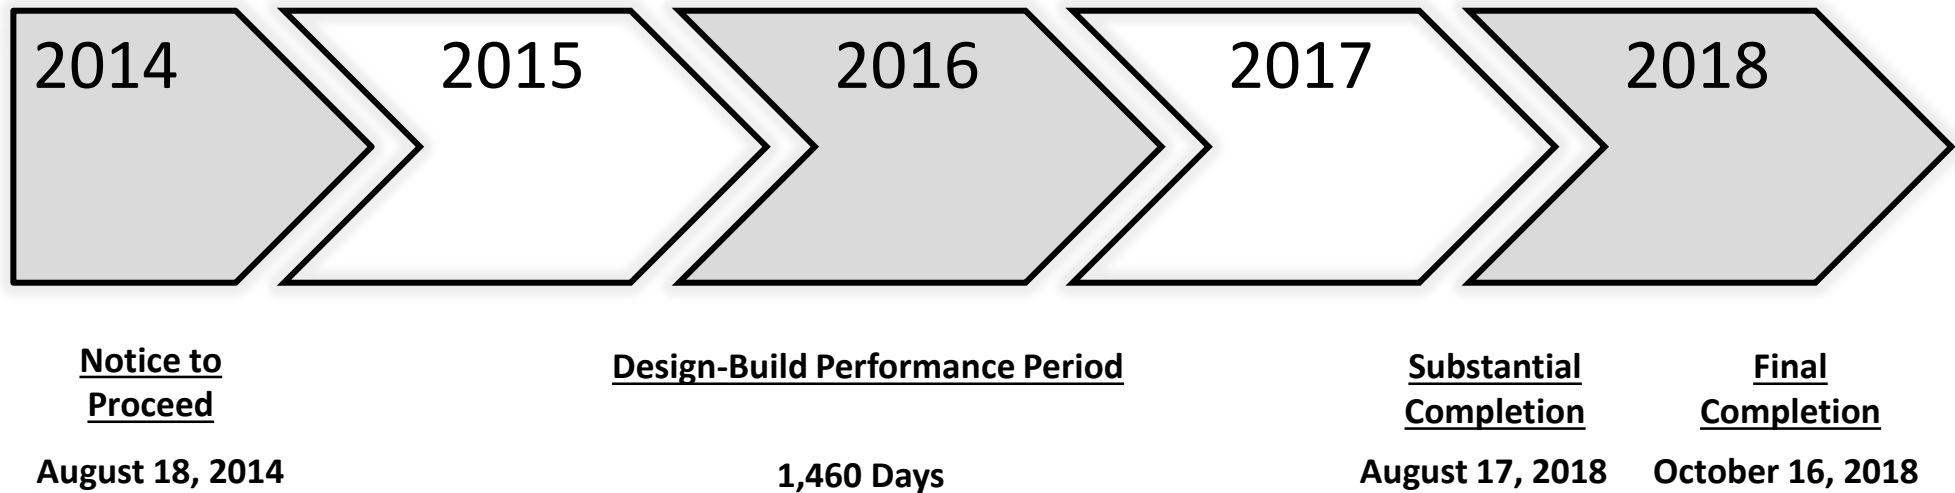 2014
2015
2016
2017
2018
Notice to
Proceed
August 18, 2014
Design-Build Performance Period
1,460 Days
Substantial
Completion
August 17, 2018
Final
Completion
October 16, 2018